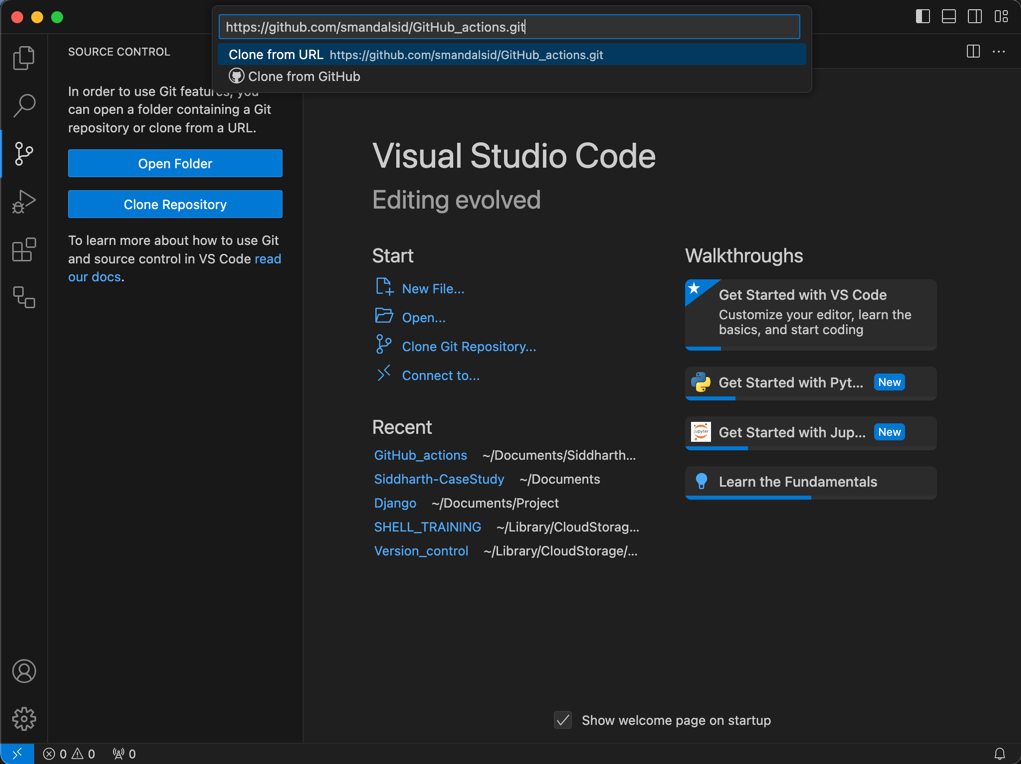 https://github.com/smandalsid/GitHub_actions.git
Clone from URL https://github.com/smandalsid/GitHub_actions.git
Clone from GitHub
SOURCE CONTROL
In order to use Git features, you
can open a folder containing a Git
repository or clone from a URL.
Open Folder
Clone Repository
To learn more about how to use Git
and source control in VS Code read
our docs.
Visual Studio Code
Editing evolved
Start
New File...
Open...
Clone Git Repository...
Connect to...
Recent
GitHub_actions ~/Documents/Siddharth...
Siddharth-CaseStudy ~/Documents
Django ~/Documents/Project
SHELL_TRAINING ~/Library/CloudStorag...
Version_control ~/Library/CloudStorage/...
Walkthroughs
Get Started with VS Code
Customize your editor, learn the
basics, and start coding
Get Started with Pyt... New
jupyter
Get Started with Jup... New
Learn the Fundamentals
Show welcome page on startup
0 0 0